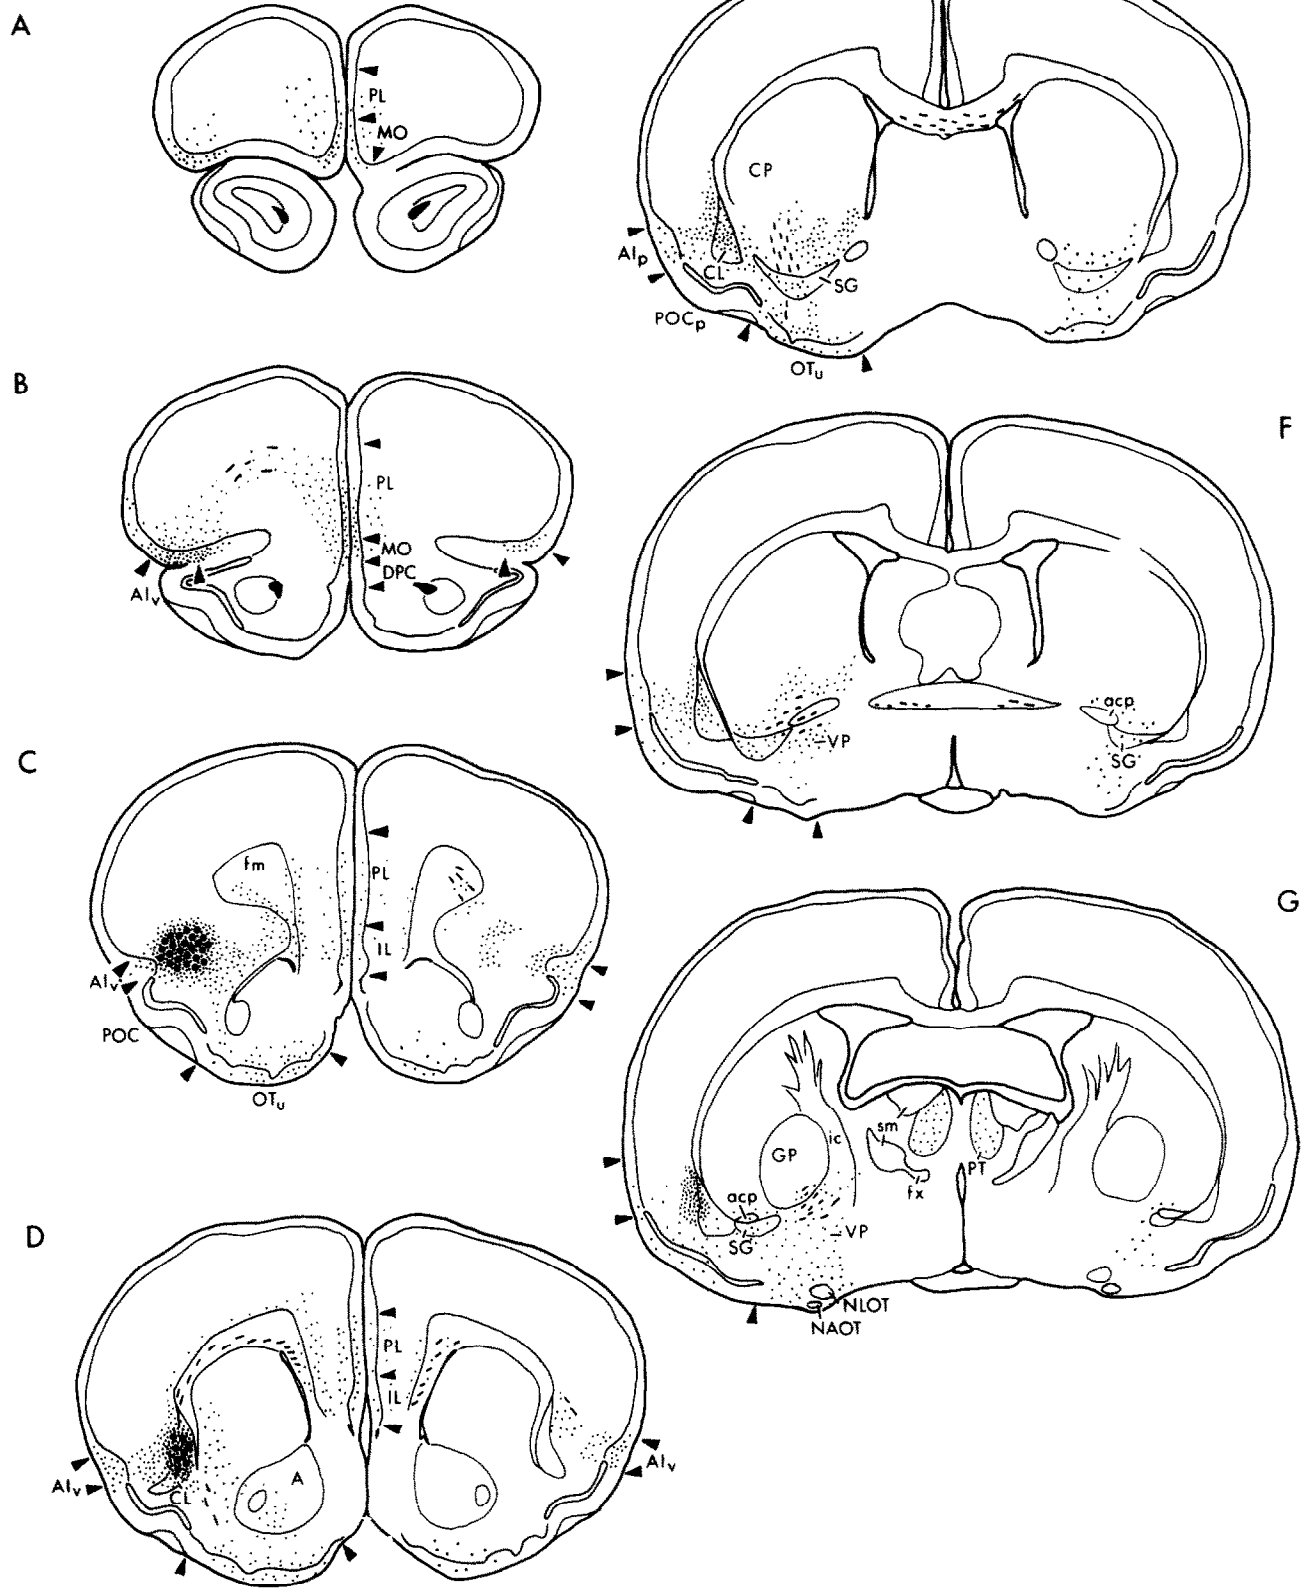 A
PL
MO
B
PL
MO
DPC
AIv
C
fm
PL
IL
AIv
POC
OTu
D
PL
IL
A
AIv
CL
AIv
CP
AIp
CL
SG
POCp
OTu
F
acp
VP
SG
G
sm
ic
GP
PT
fx
acp
SG
VP
NLOT
NAOT